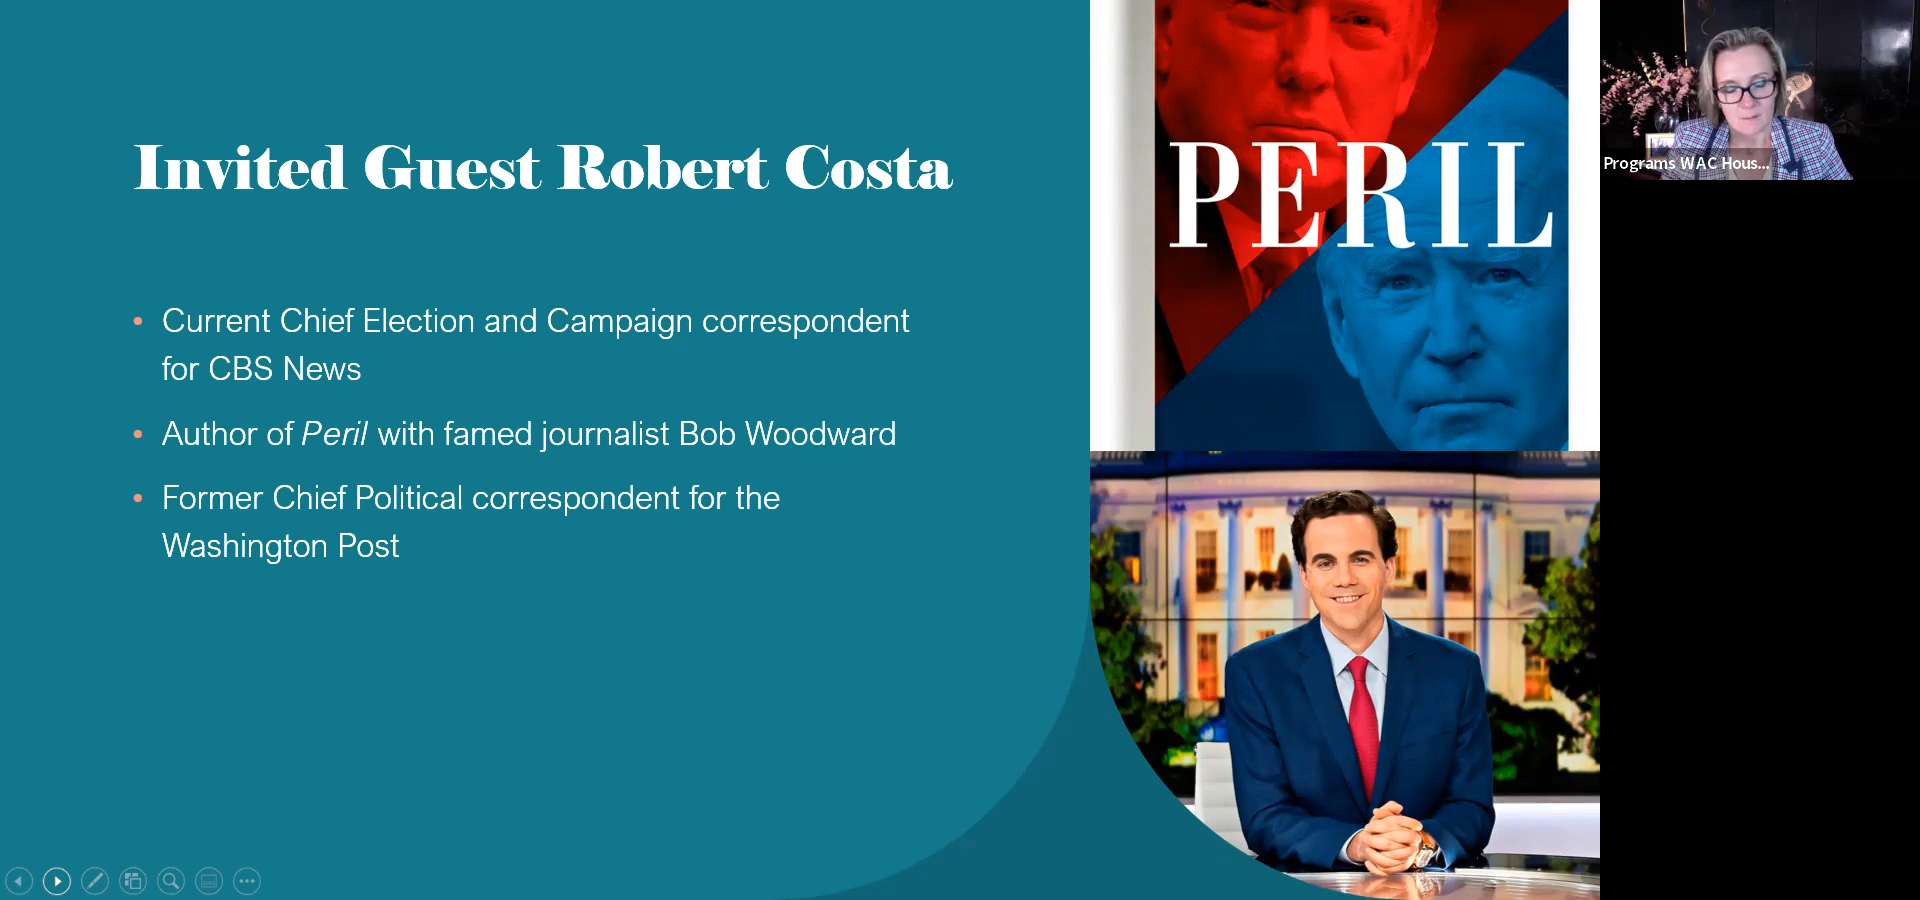 Invited Guest Robert Costa
• Current Chief Election and Campaign correspondent
for CBS News
• Author of Peril with famed journalist Bob Woodward
• Former Chief Political correspondent for the
Washington Post
PERIL
Programs WAC Hous...